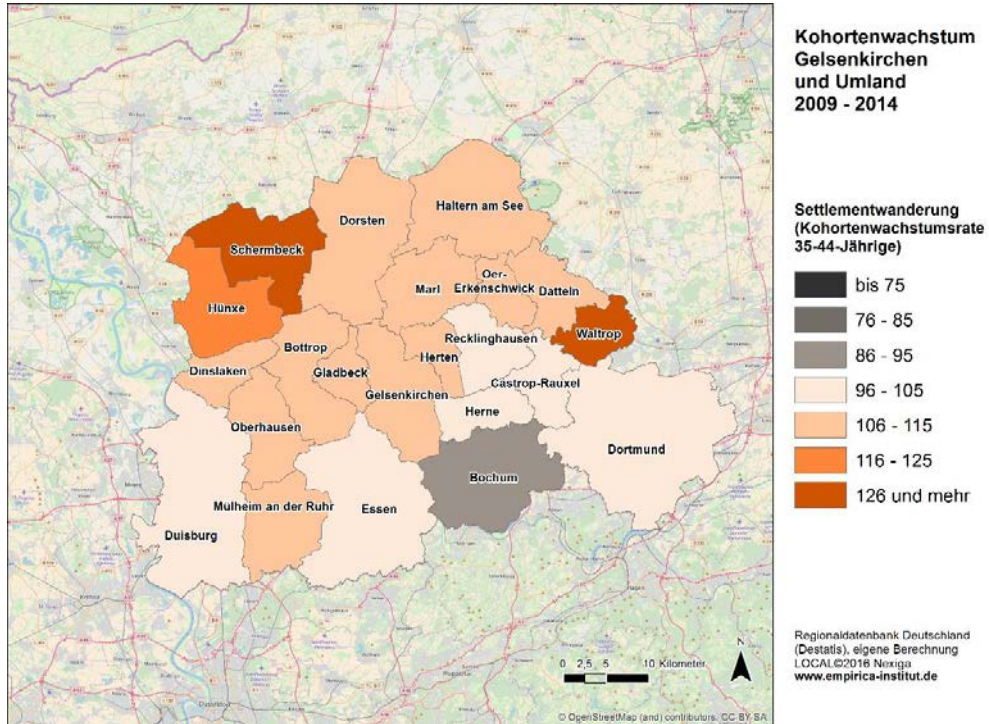 Kohortenwachstum
Gelsenkirchen
und Umland
2009 - 2014
Settlementwanderung
(Kohortenwachstumsrate
35-44-Jährige)
bis 75
76 - 85
86 - 95
96 - 105
106 - 115
116 - 125
126 und mehr
Haltern am See
Dorsten
Schermbeck
Oer-
Marl
Erkenschwick
Datteln
Hünxe
Waltrop
Recklinghausen
Bottrop
Herten
Dinslaken
Gladbeck
Castrop-Rauxel
Gelsenkirchen
Herne
Oberhausen
Dortmund
Bochum
Mülheim an der Ruhr
Essen
Duisburg
N
0 2,5 5 10 Kilometer
© OpenStreetMap (and) contributors, CC-BY-SA
Regionaldatenbank Deutschland
(Destatis), eigene Berechnung
LOCAL©2016 Nexiga
www.empirica-institut.de